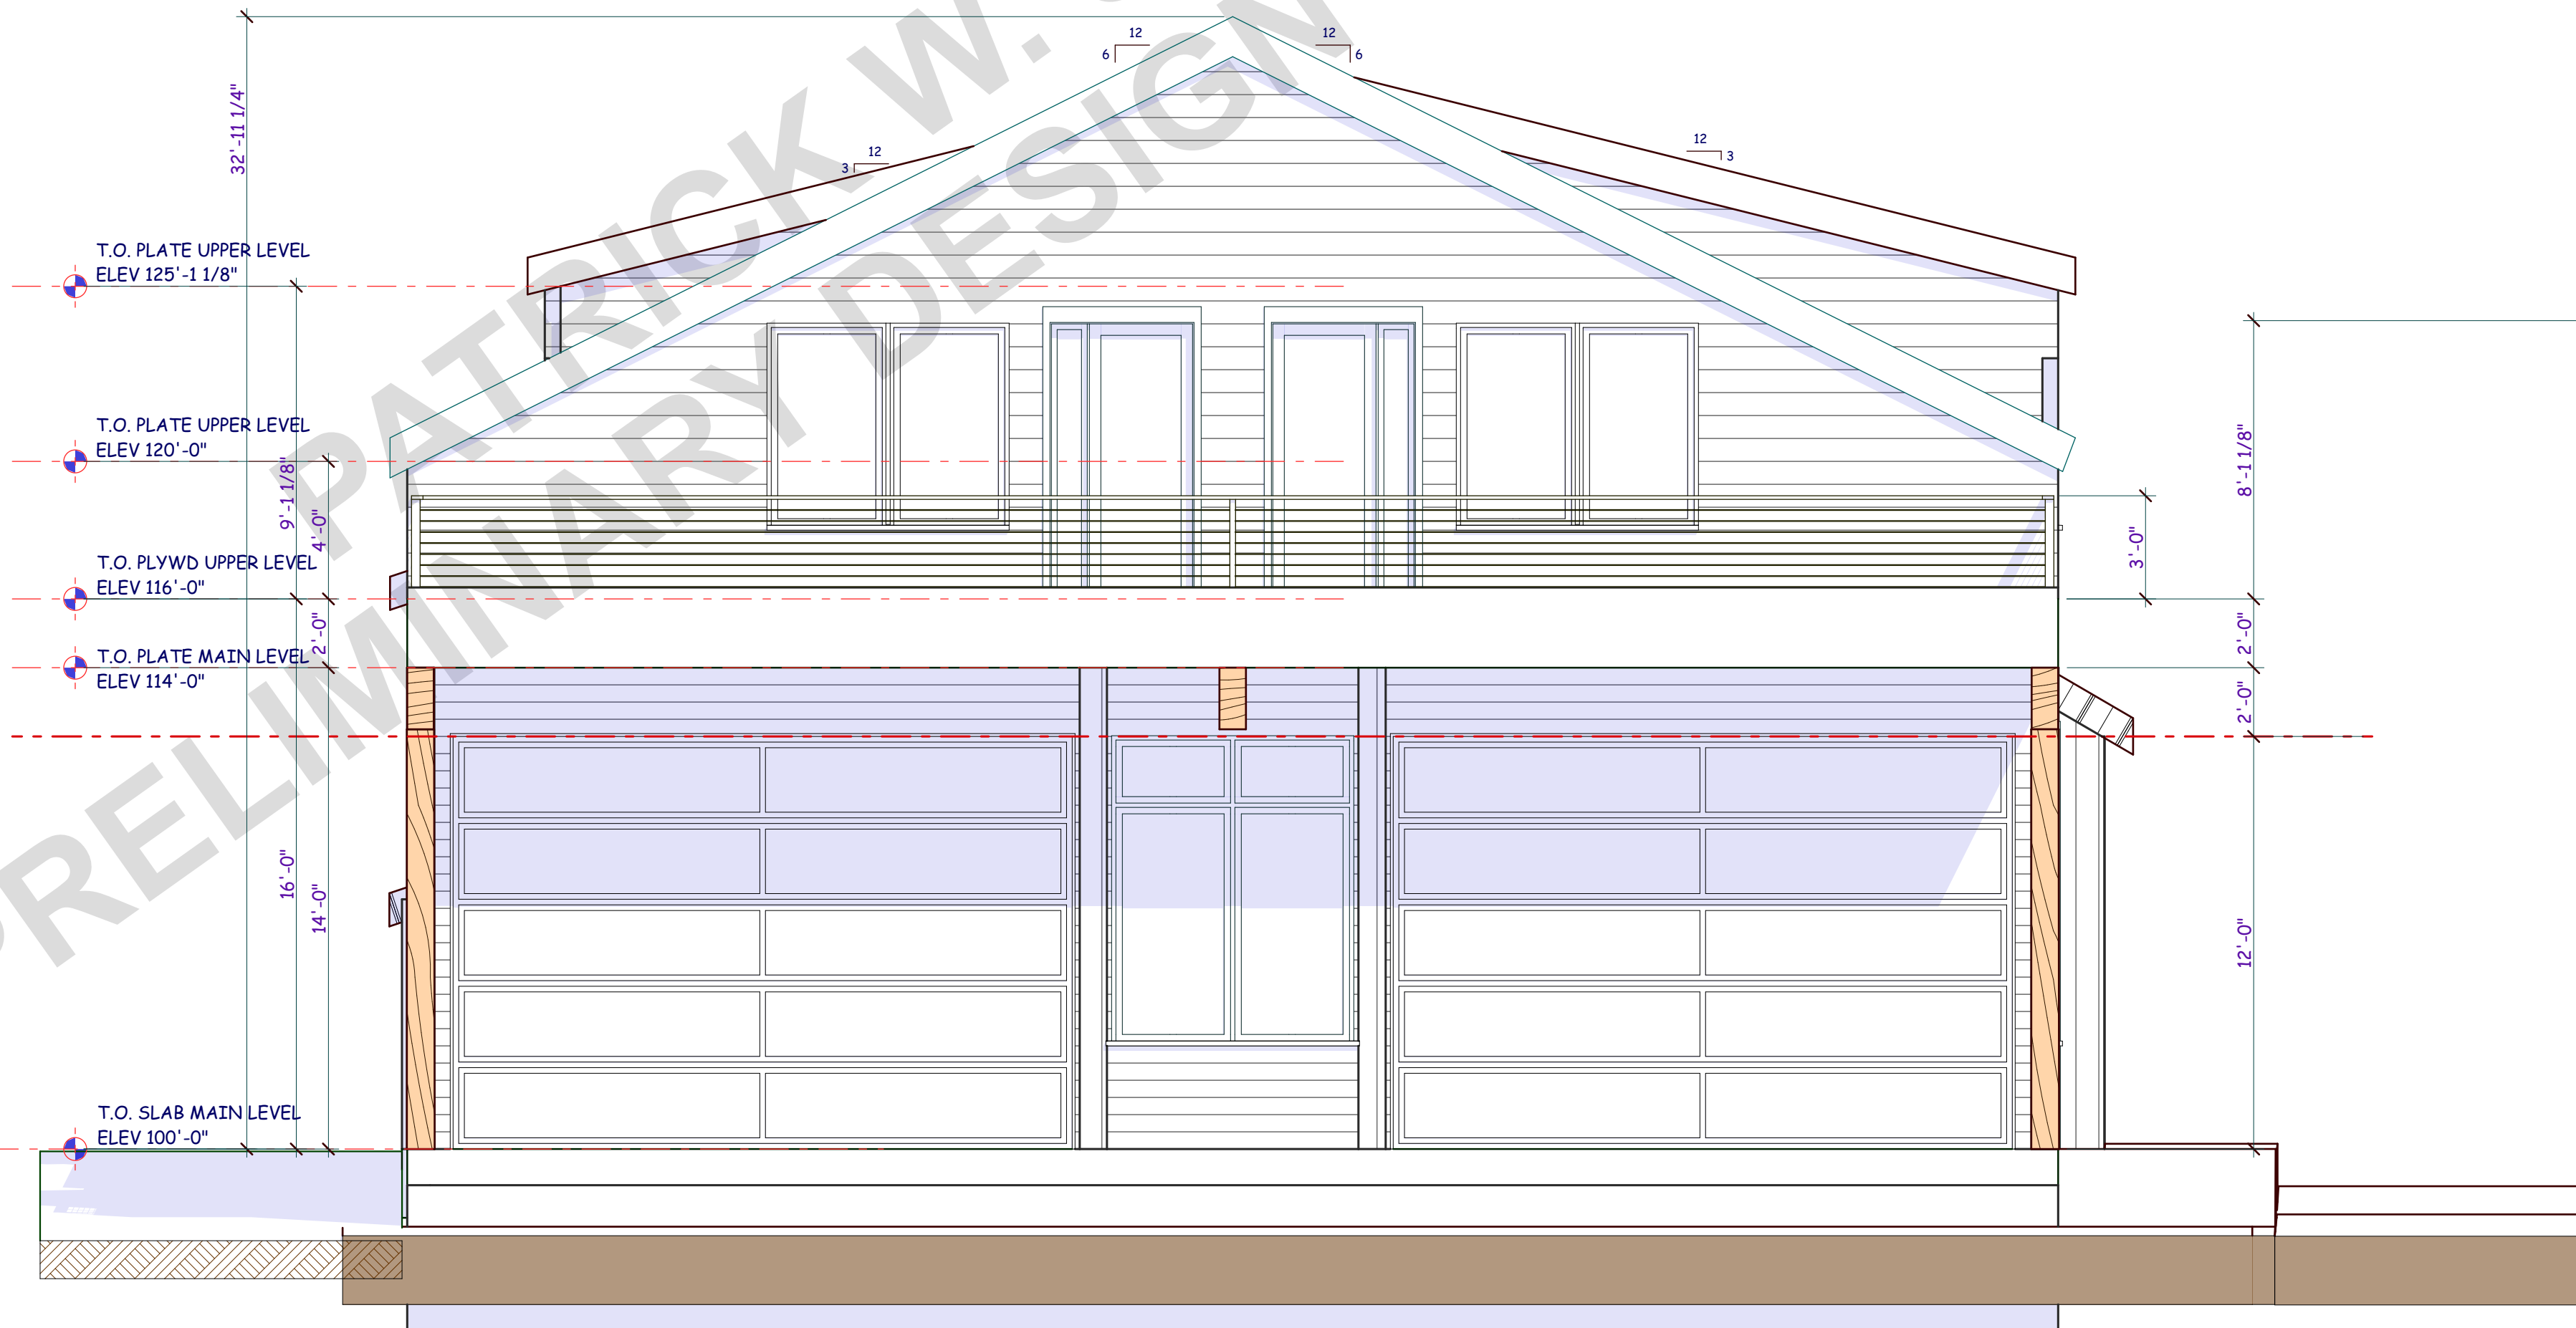 PATRICK W.
PRELIMINARY DESIGN
12
6
12
6
12
3
12
3
32'-11 1/4"
T.O. PLATE UPPER LEVEL
ELEV 125'-1 1/8"
T.O. PLATE UPPER LEVEL
ELEV 120'-0"
9'-1 1/8"
4'-0"
8'-1 1/8"
3'-0"
T.O. PLYWD UPPER LEVEL
ELEV 116'-0"
2'-0"
2'-0"
T.O. PLATE MAIN LEVEL
ELEV 114'-0"
2'-0"
16'-0"
14'-0"
12'-0"
T.O. SLAB MAIN LEVEL
ELEV 100'-0"